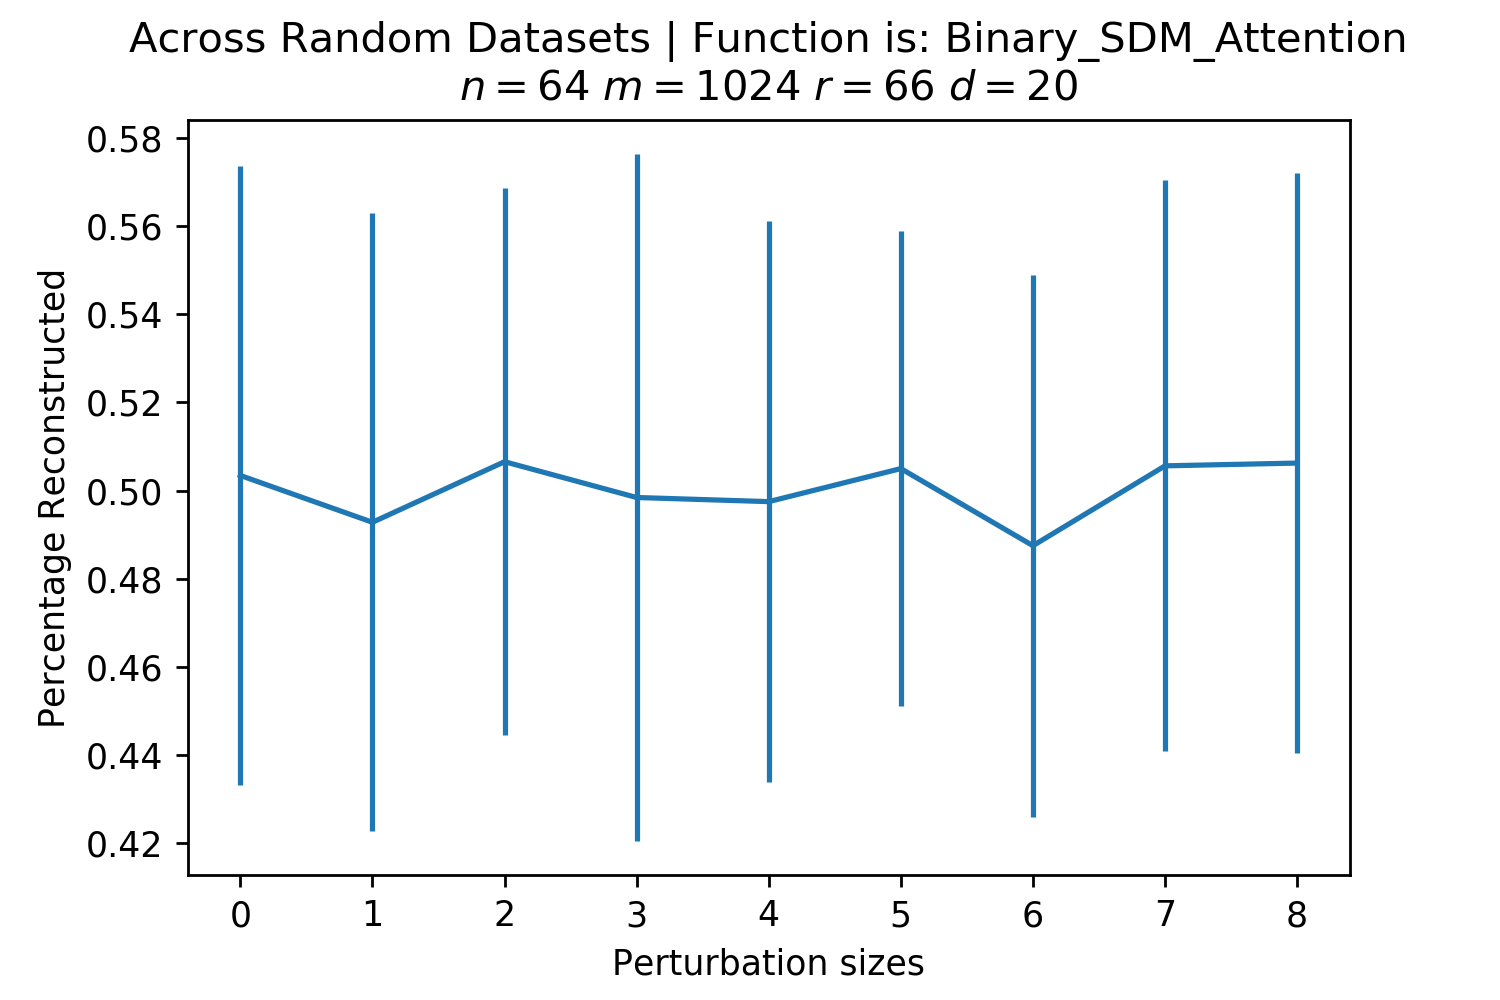 Across Random Datasets | Function is: Binary_SDM_Attention
n = 64 m = 1024 r = 66 d = 20
0.58
0.56
0.54
0.52
0.50
0.48
0.46
0.44
0.42
Percentage Reconstructed
0 1 2 3 4 5 6 7 8
Perturbation sizes